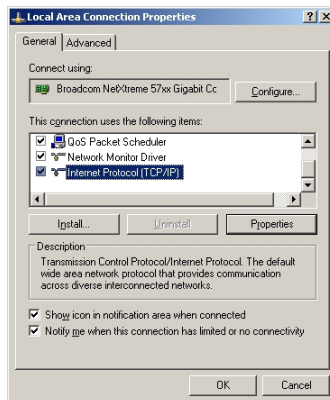 Local Area Connection Properties
General Advanced
Connect using:
Broadcom NetXtreme 57xx Gigabit Cc
Configure...
This connection uses the following items:
QoS Packet Scheduler
Network Monitor Driver
Internet Protocol (TCP/IP)
Install... Uninstall Properties
Description
Transmission Control Protocol/Internet Protocol. The default
wide area network protocol that provides communication
across diverse interconnected networks.
Show icon in notification area when connected
Notify me when this connection has limited or no connectivity
OK Cancel